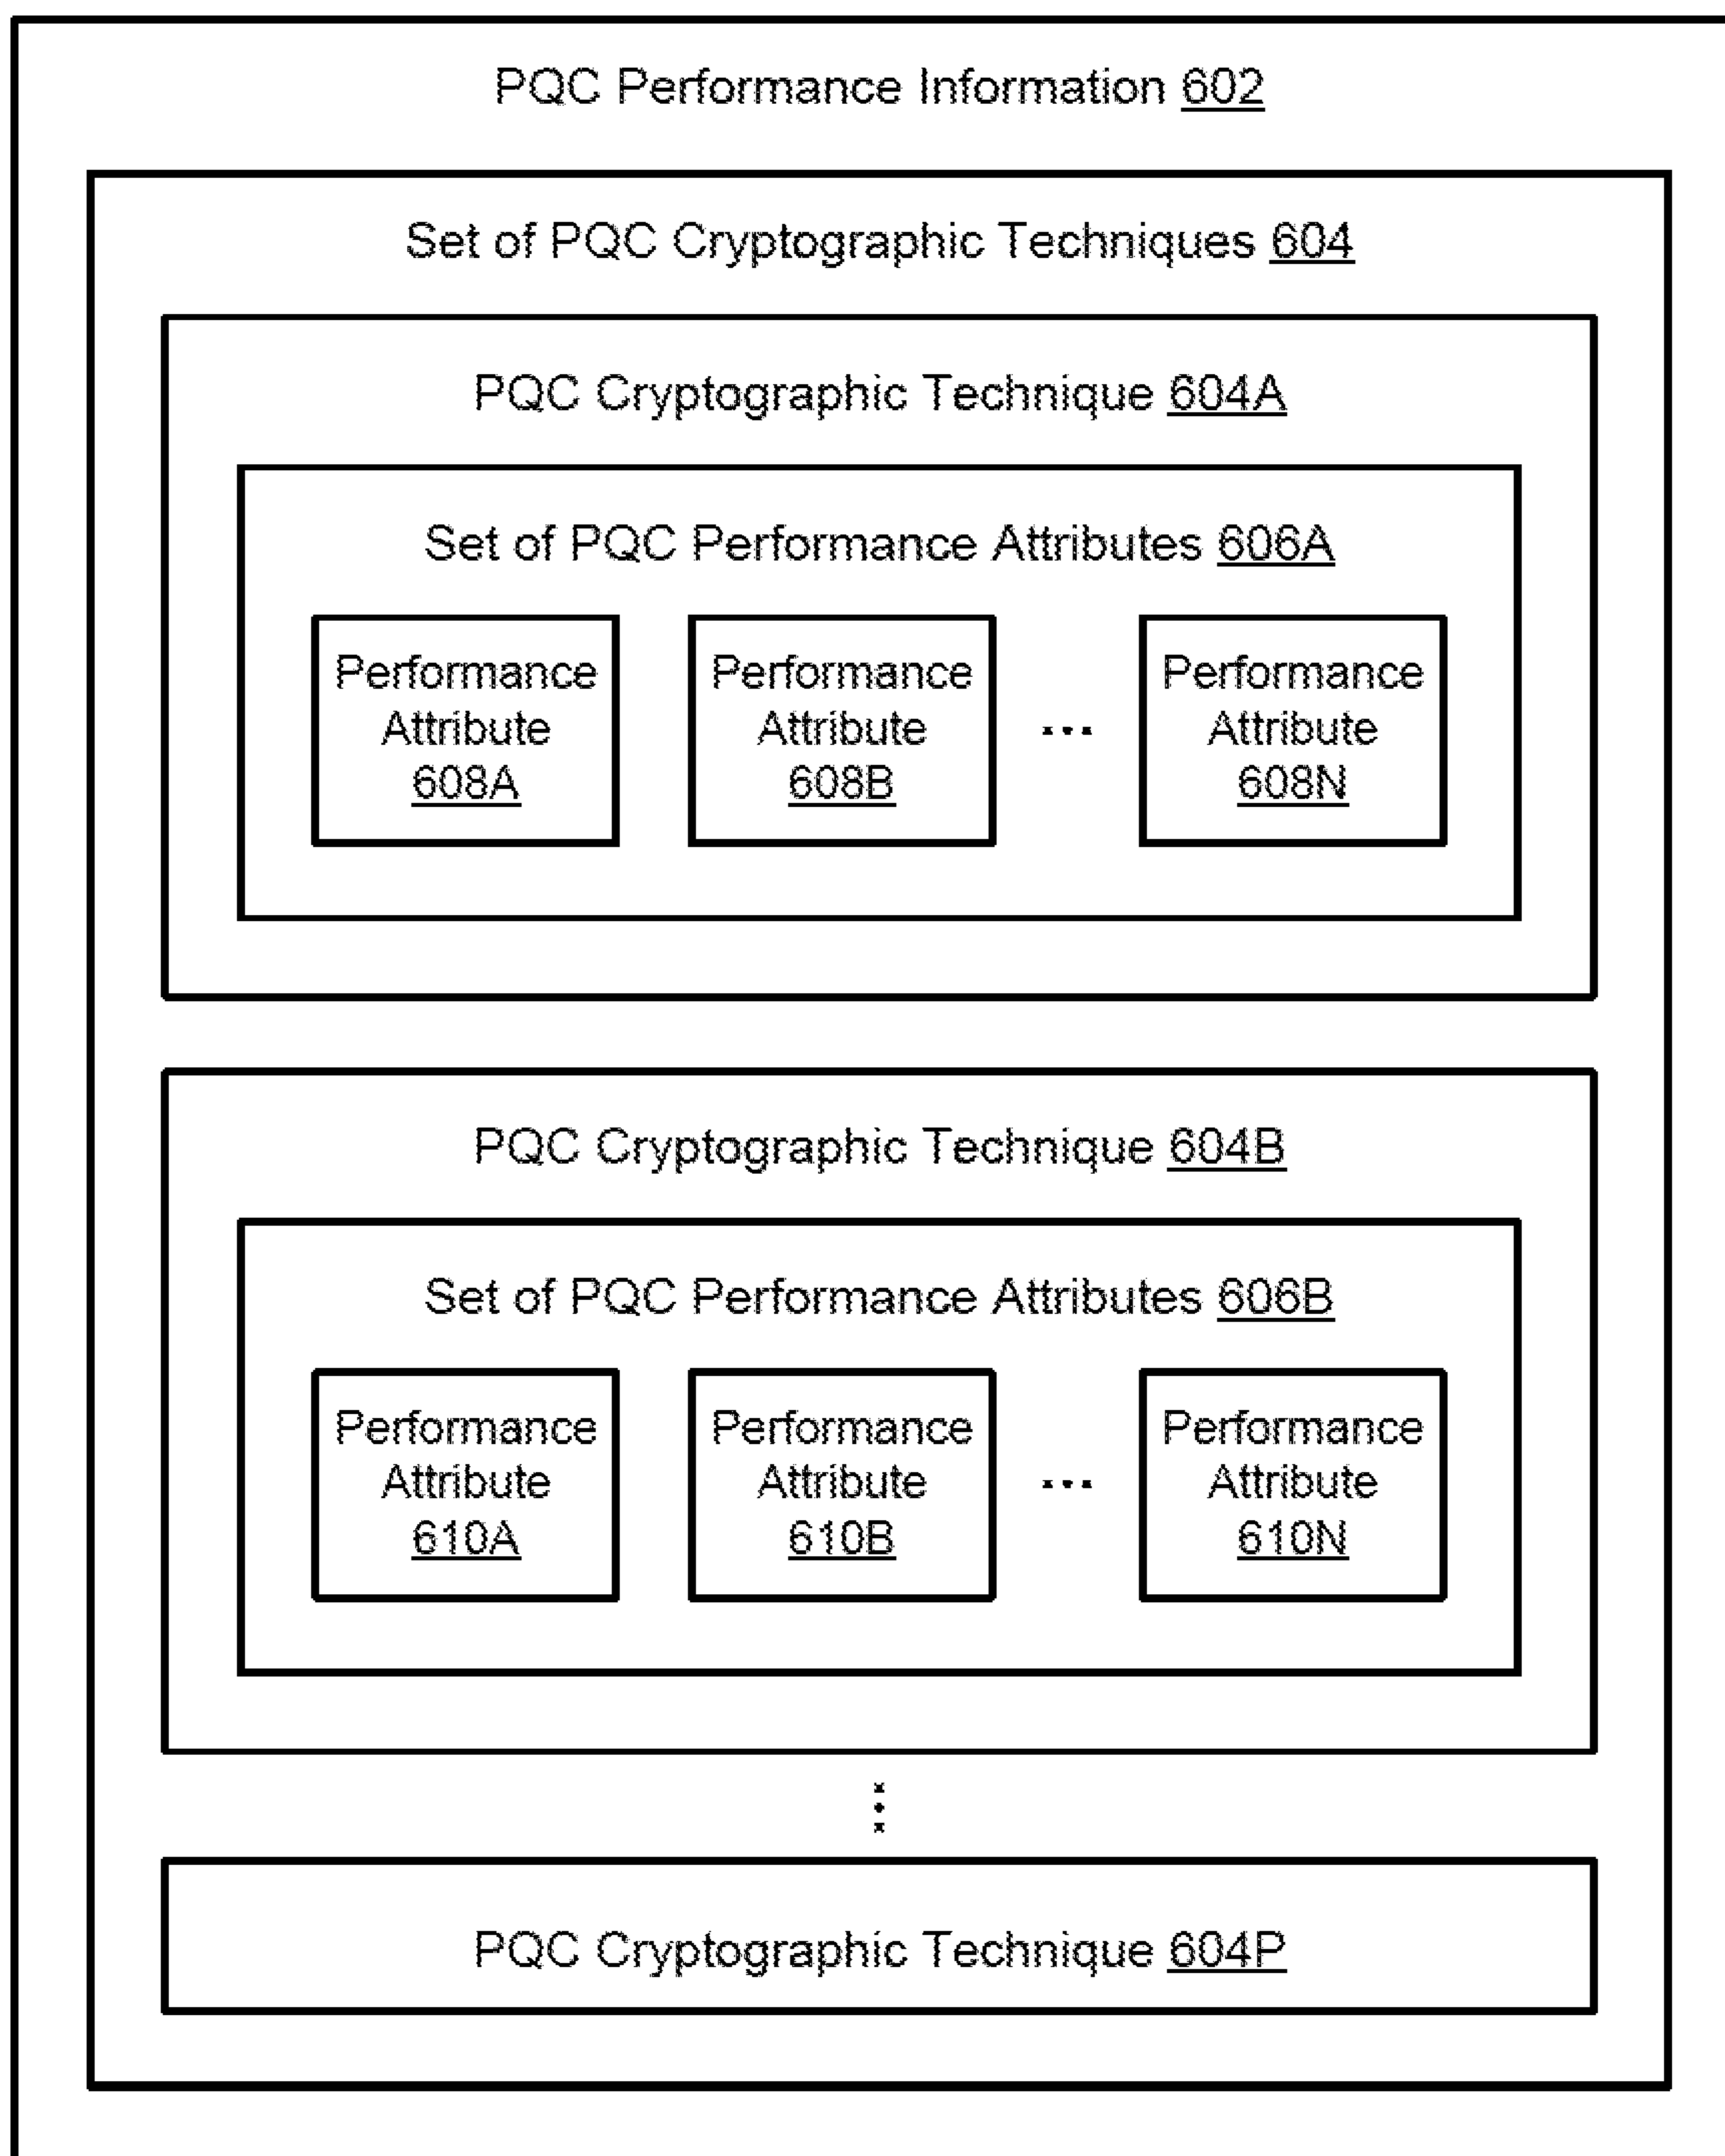 PQC Performance Information 602
Set of PQC Cryptographic Techniques 604
PQC Cryptographic Technique 604A
Set of PQC Performance Attributes 606A
Performance
Attribute
608A
Performance
Attribute
608B
...
Performance
Attribute
608N
PQC Cryptographic Technique 604B
Set of PQC Performance Attributes 606B
Performance
Attribute
610A
Performance
Attribute
610B
...
Performance
Attribute
610N
...
PQC Cryptographic Technique 604P